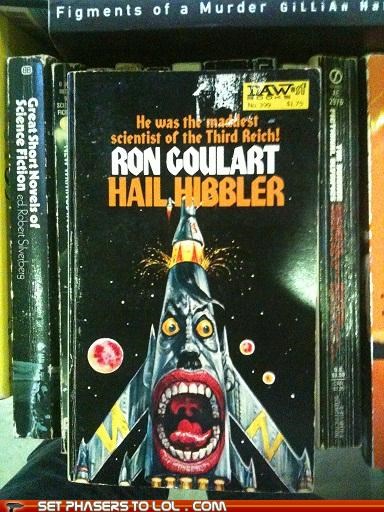 Figments of a Murder GILLIAN
Great Short Novels of
Science Fiction ed. Robert Silverberg
DAW
BOOKS
No. 399 $1.75
He was the maddest
scientist of the Third Reich!
RON GOULART
HAIL HIBBLER
SET PHASERS TO LOL . COM